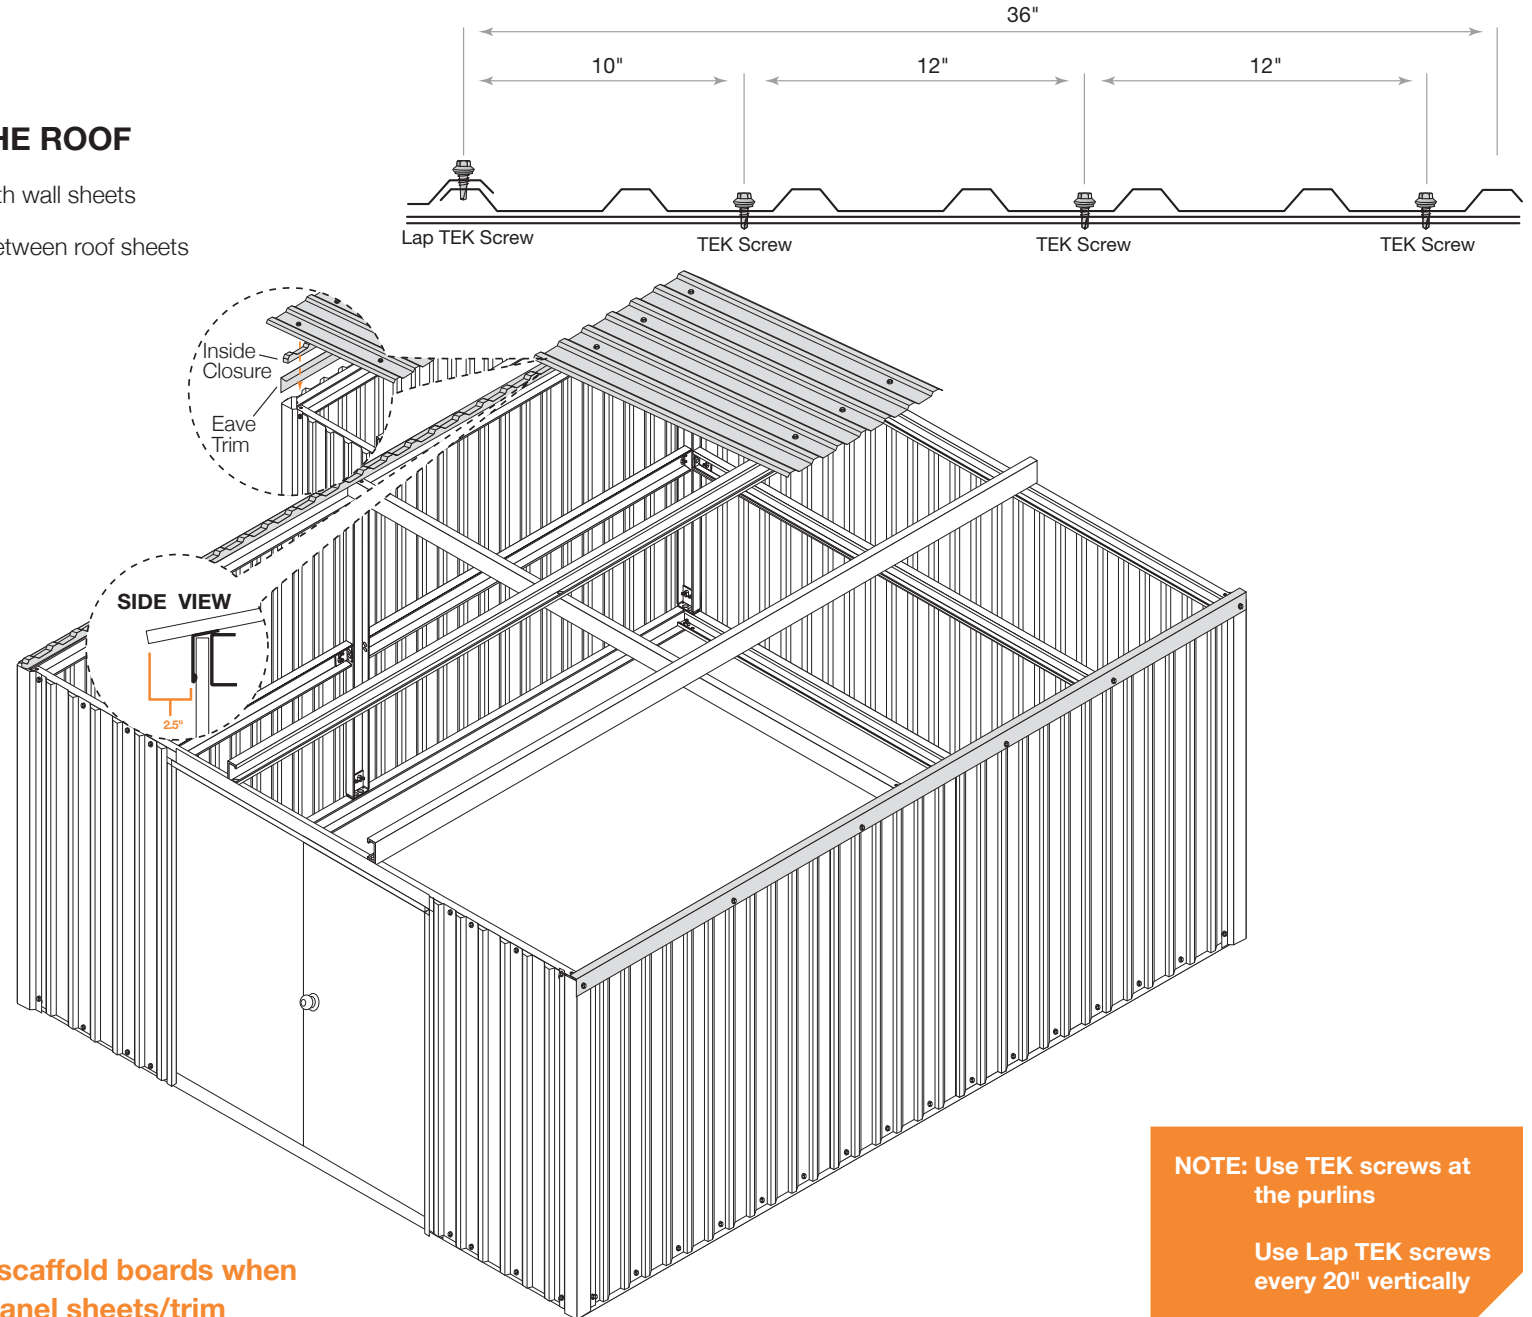 36"
10" 12" 12"
HE ROOF
th wall sheets
etween roof sheets
Lap TEK Screw TEK Screw TEK Screw TEK Screw
Inside
Closure
Eave
Trim
SIDE VIEW
2.5"
NOTE: Use TEK screws at
the purlins
Use Lap TEK screws
every 20" vertically
scaffold boards when
anel sheets/trim